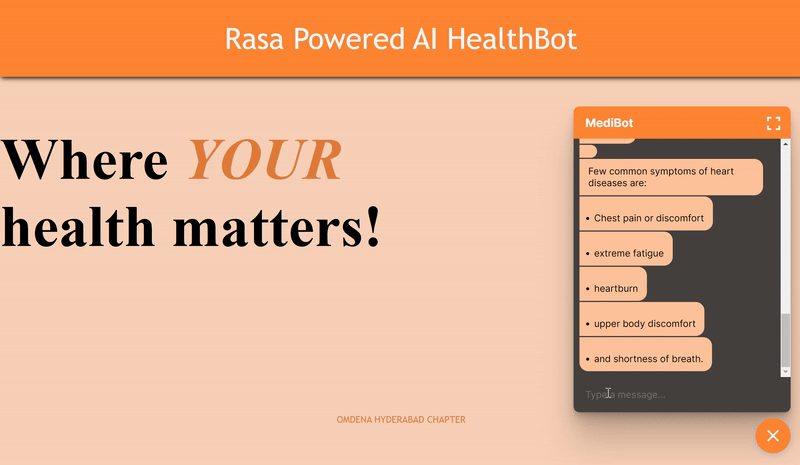 Rasa Powered AI HealthBot
Where YOUR
health matters!
OMDENA HYDERABAD CHAPTER
MediBot
Few common symptoms of heart
diseases are:
• Chest pain or discomfort
• extreme fatigue
• heartburn
• upper body discomfort
• and shortness of breath.
Type a message...